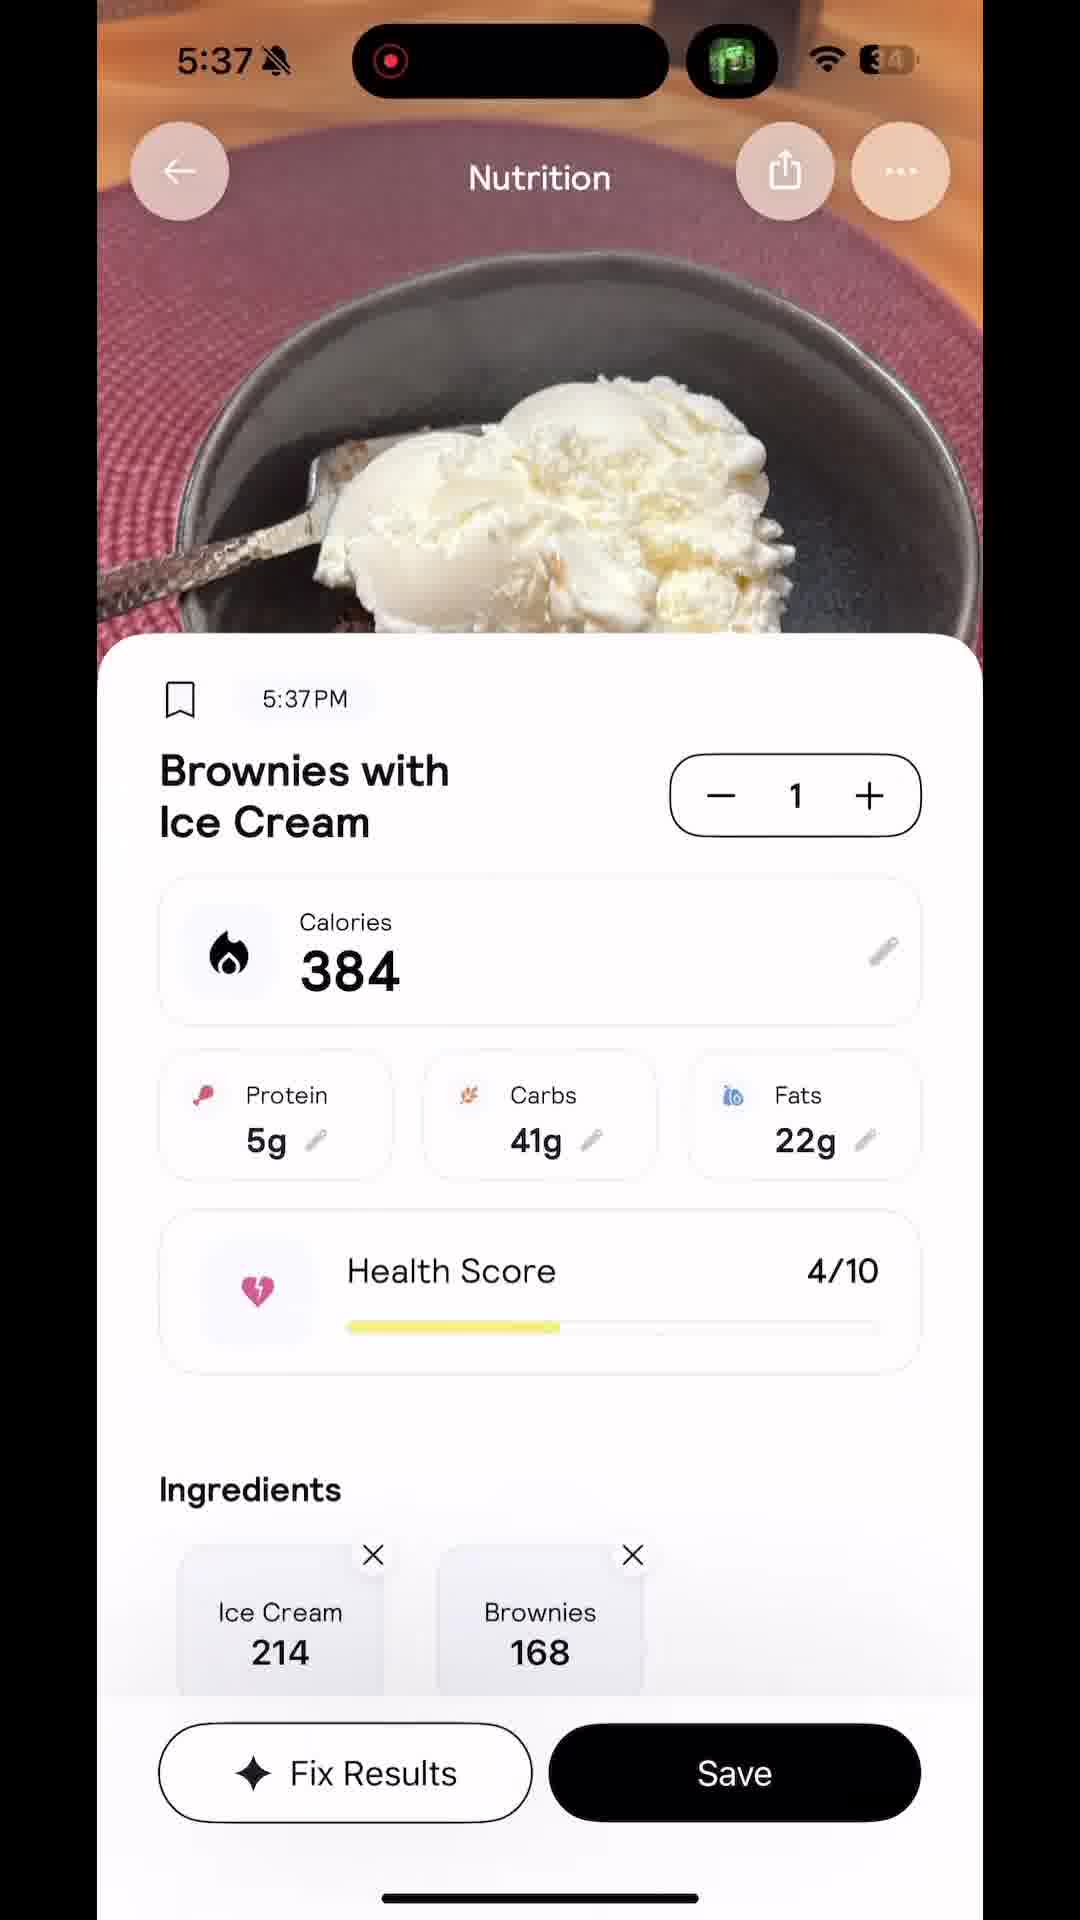 5:37
34
Nutrition
5:37 PM
Brownies with
Ice Cream
1
Calories
384
Protein
5g
Carbs
41g
Fats
22g
Health Score
4/10
Ingredients
Ice Cream
214
Brownies
168
Fix Results
Save